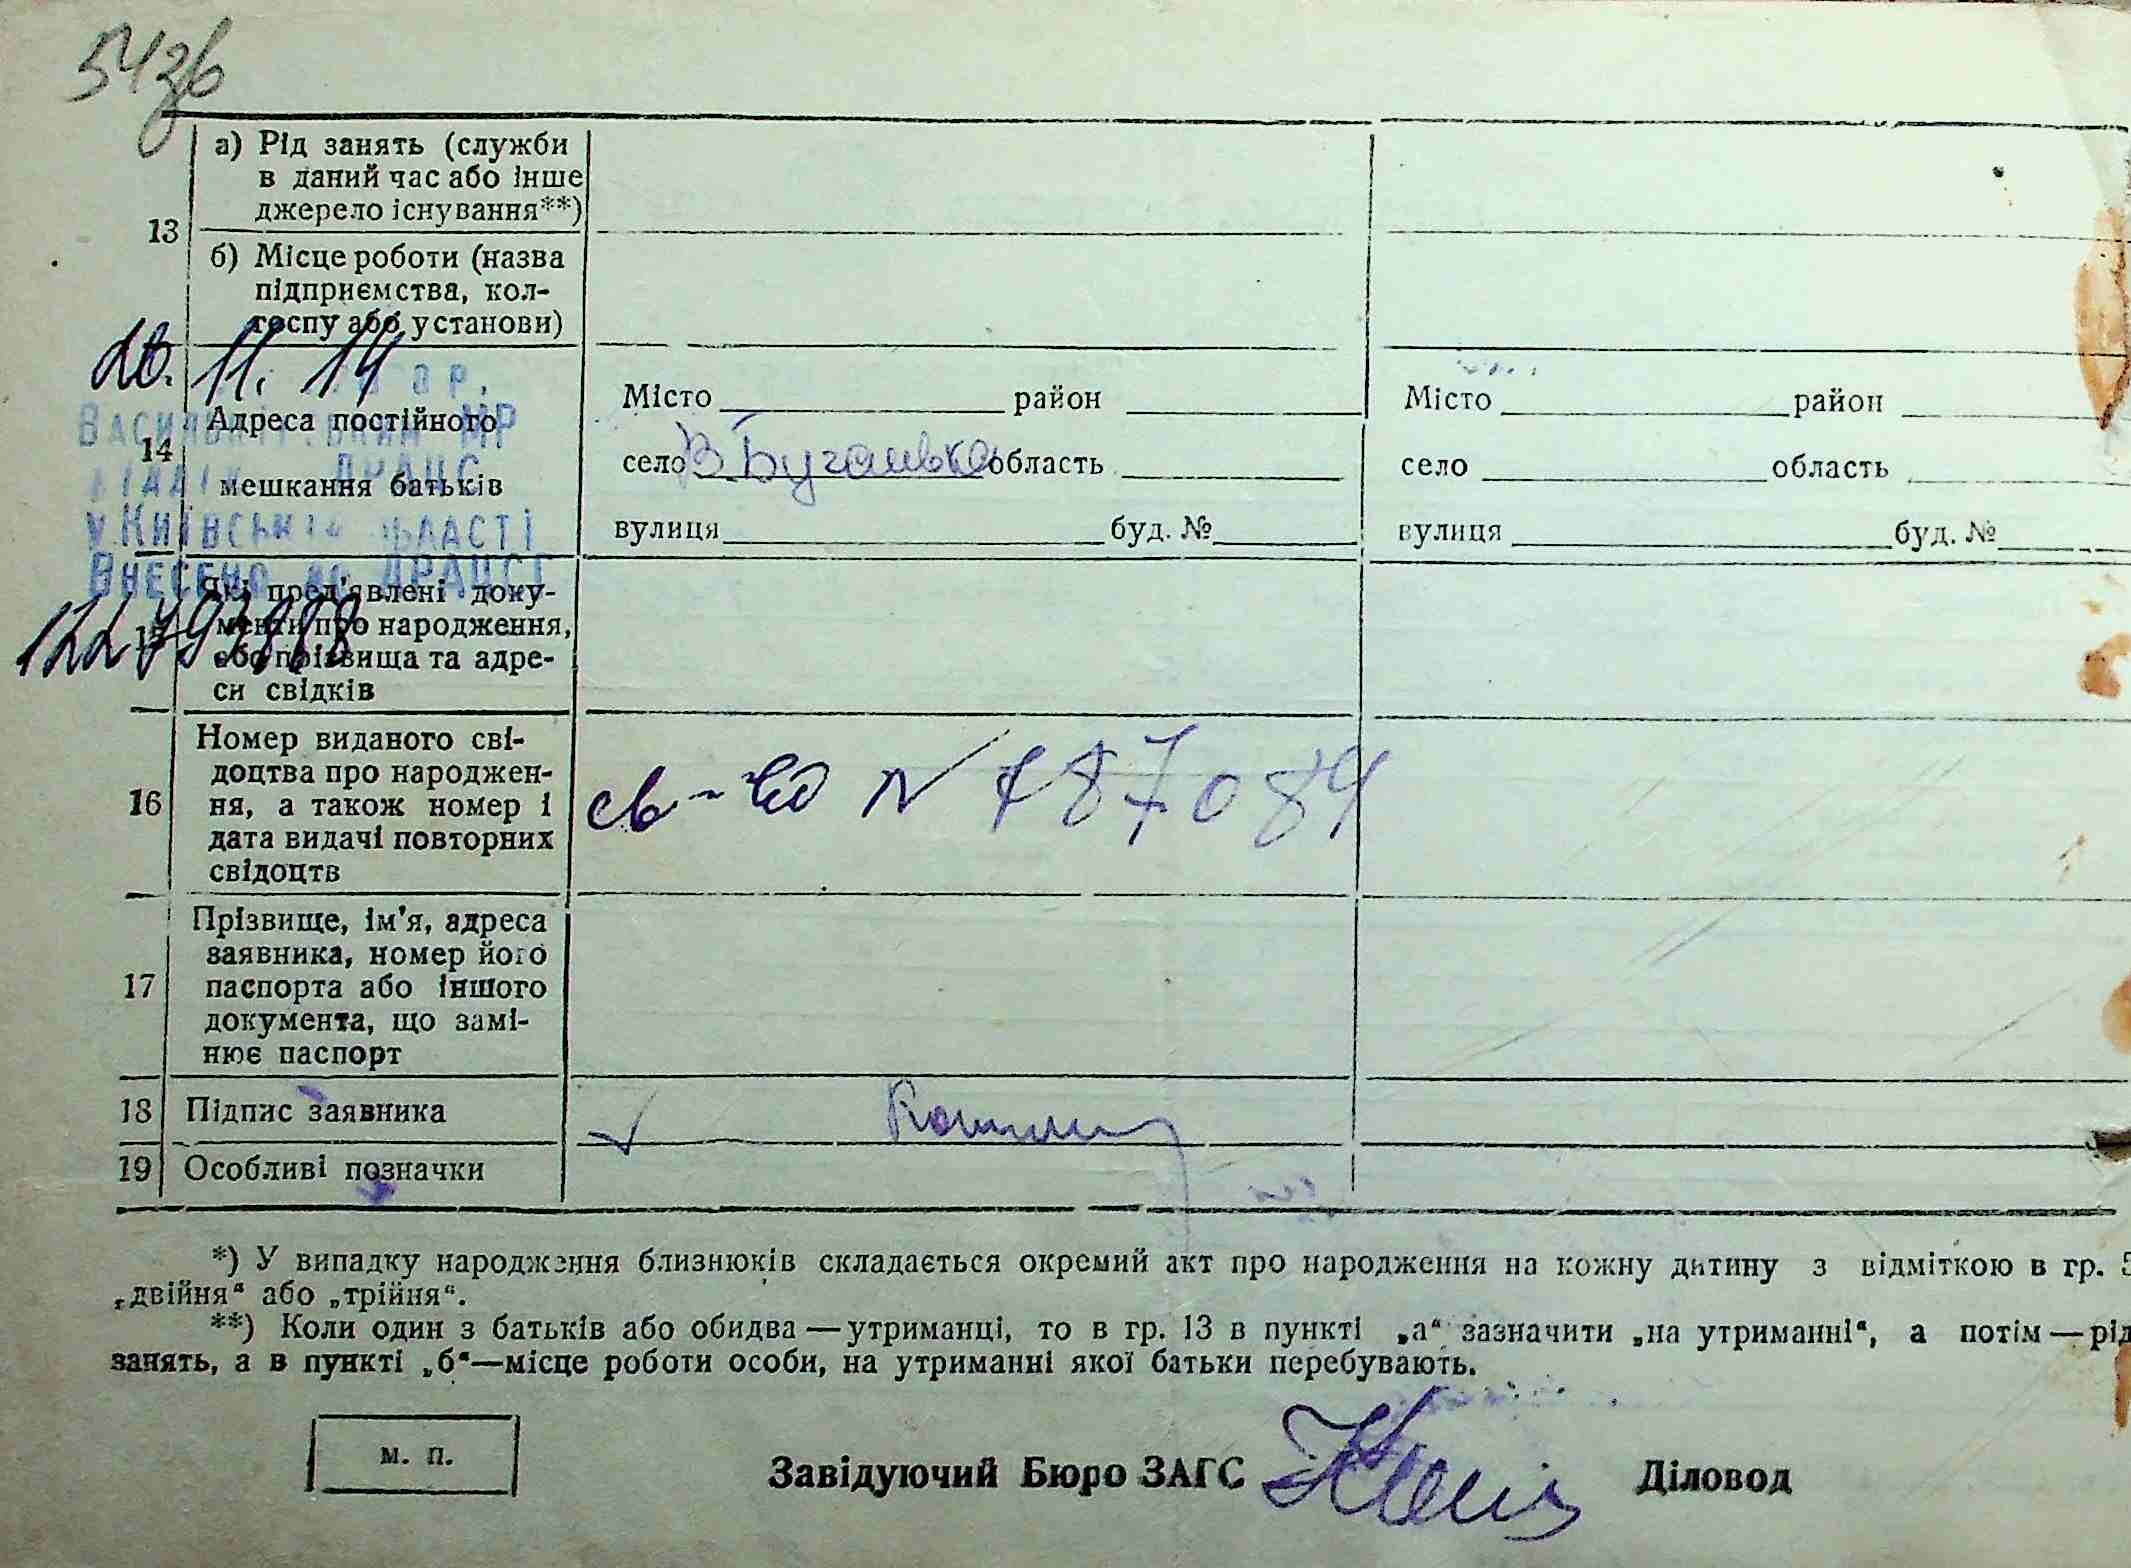 54зв
13
а) Рід занять (служби
в даний час або інше
джерело існування**)
б) Місце роботи (назва
підприємства, кол-
госпу або установи)
20. 11. 14
14
Адреса постійного
мешкання батьків
Місто район
село В. Бугаївка область
вулиця буд. №
Місто район
село область
вулиця буд. №
у Київській області
Внесено до ДРАЦСГ
15
Які пред'явлені доку-
менти про народження,
або прізвища та адре-
си свідків
16
Номер виданого сві-
доцтва про народжен-
ня, а також номер і
дата видачі повторних
свідоцтв
св-во N 787084
17
Прізвище, ім'я, адреса
заявника, номер його
паспорта або іншого
документа, що замі-
нює паспорт
18 Підпис заявника
19 Особливі позначки
*) У випадку народження близнюків складається окремий акт про народження на кожну дитину з відміткою в гр. 5
„двійня“ або „трійня“.
**) Коли один з батьків або обидва — утриманці, то в гр. 13 в пункті „а“ зазначити „на утриманні“, а потім — рід
занять, а в пункті „б“—місце роботи особи, на утриманні якої батьки перебувають.
м. п.
Завідуючий Бюро ЗАГС Діловод